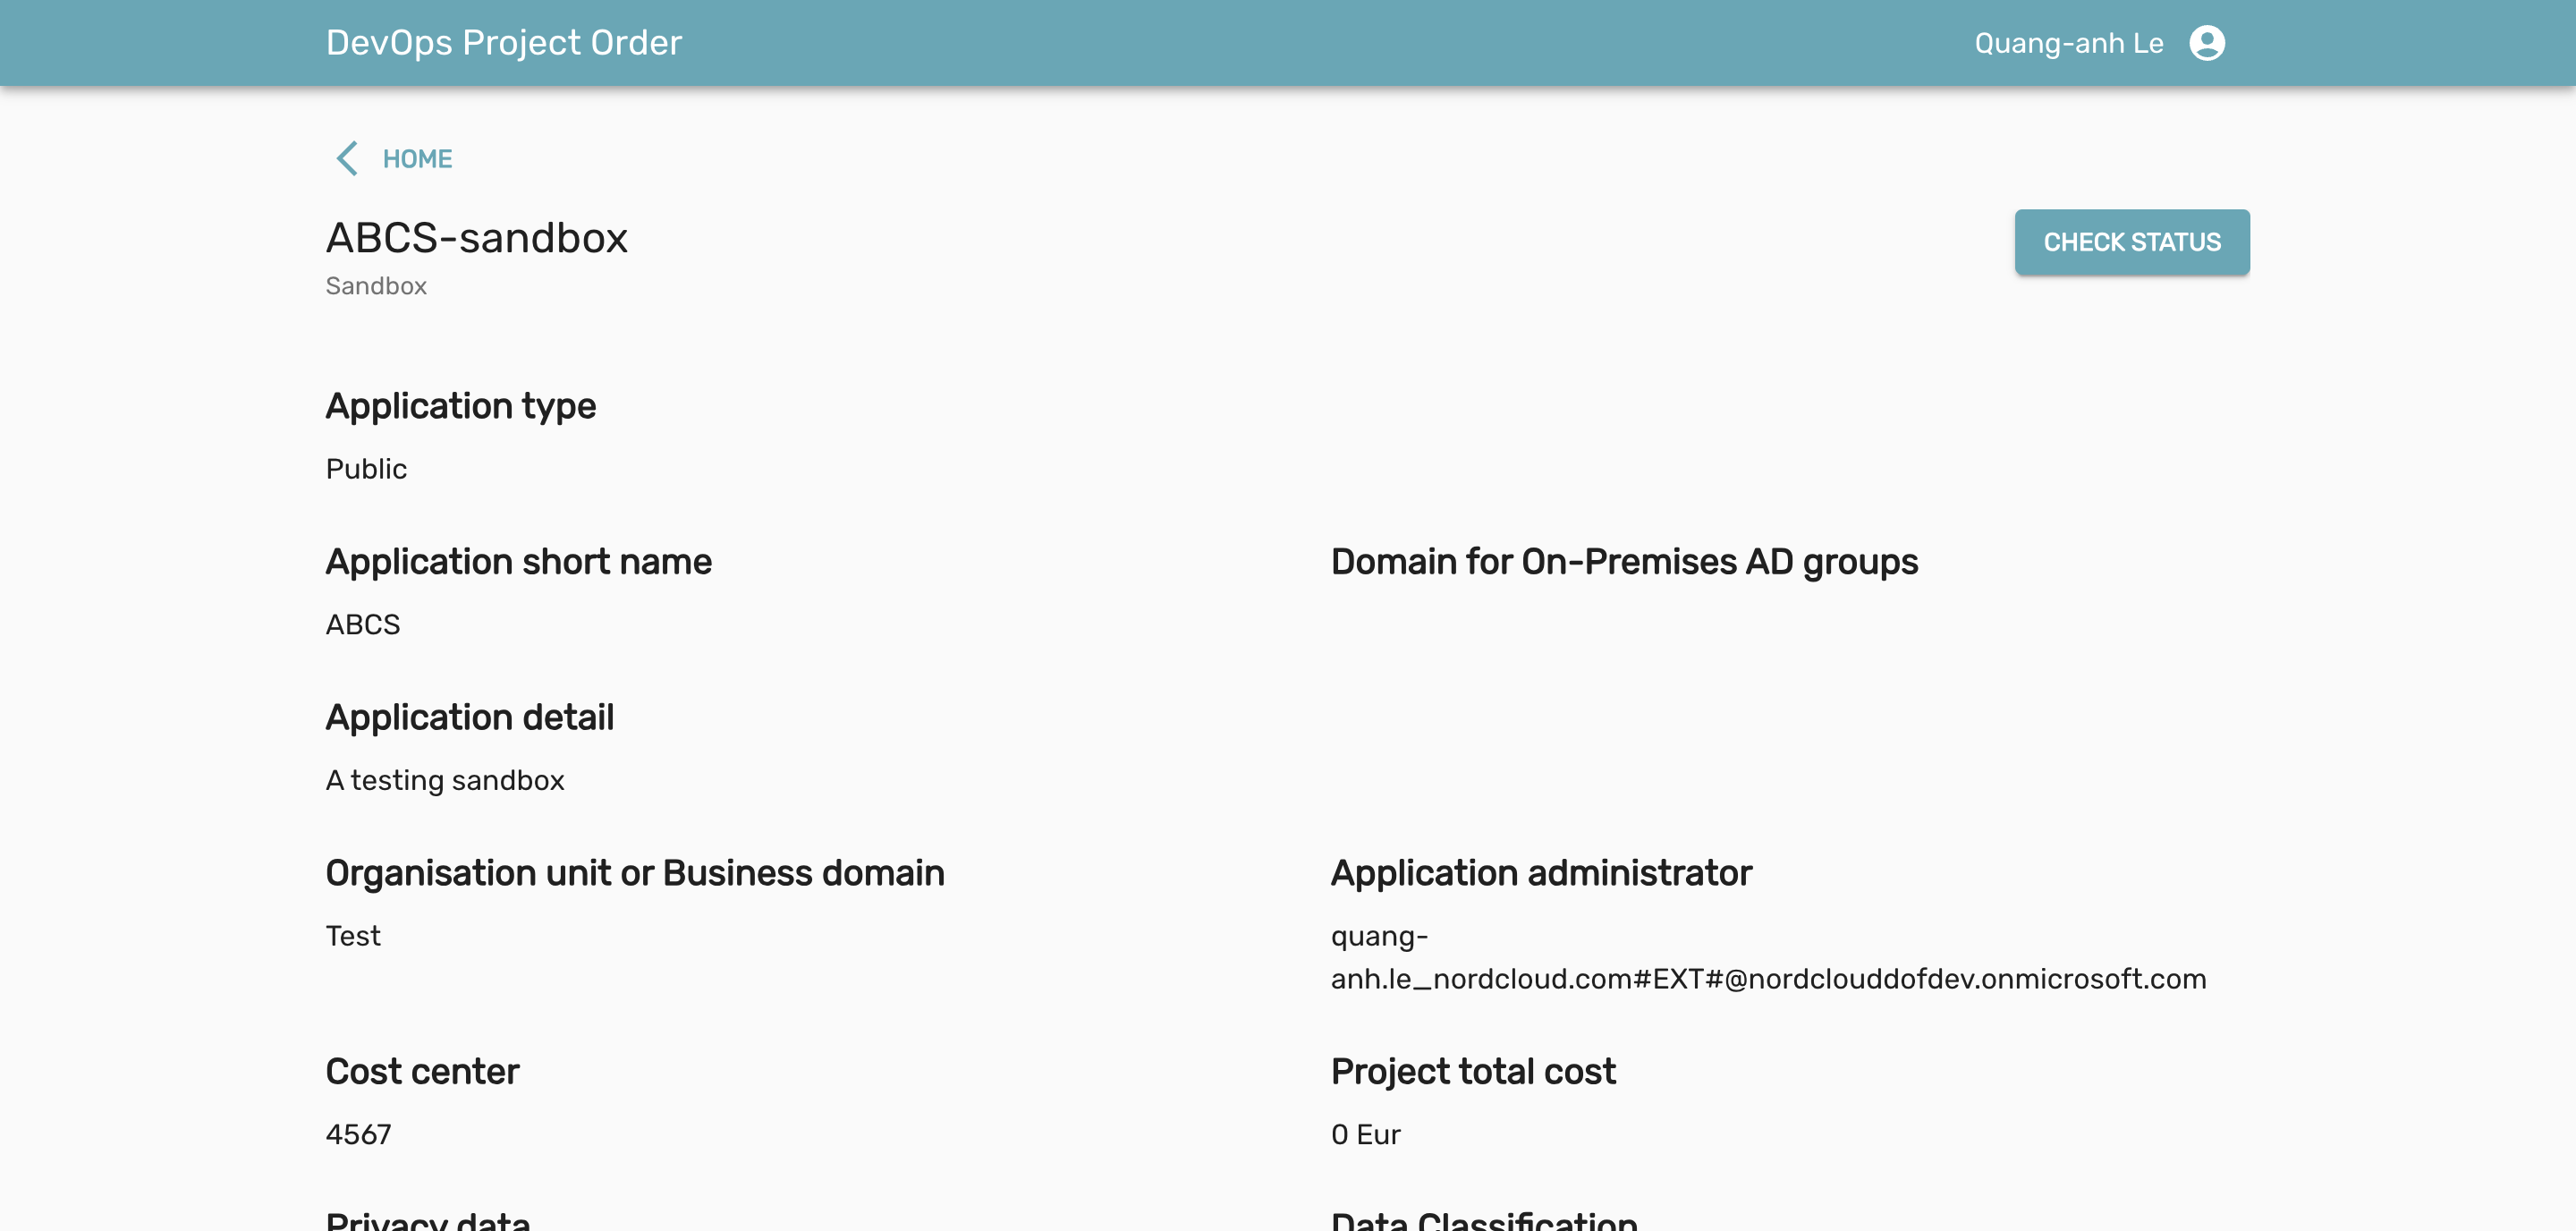 DevOps Project Order
Quang-anh Le
HOME
ABCS-sandbox
CHECK STATUS
Sandbox
Application type
Public
Application short name
Domain for On-Premises AD groups
ABCS
Application detail
A testing sandbox
Organisation unit or Business domain
Application administrator
Test
quang-
anh.le_nordcloud.com#EXT#@nordclouddofdev.onmicrosoft.com
Cost center
Project total cost
4567
0 Eur
Privacy data
Data Classification